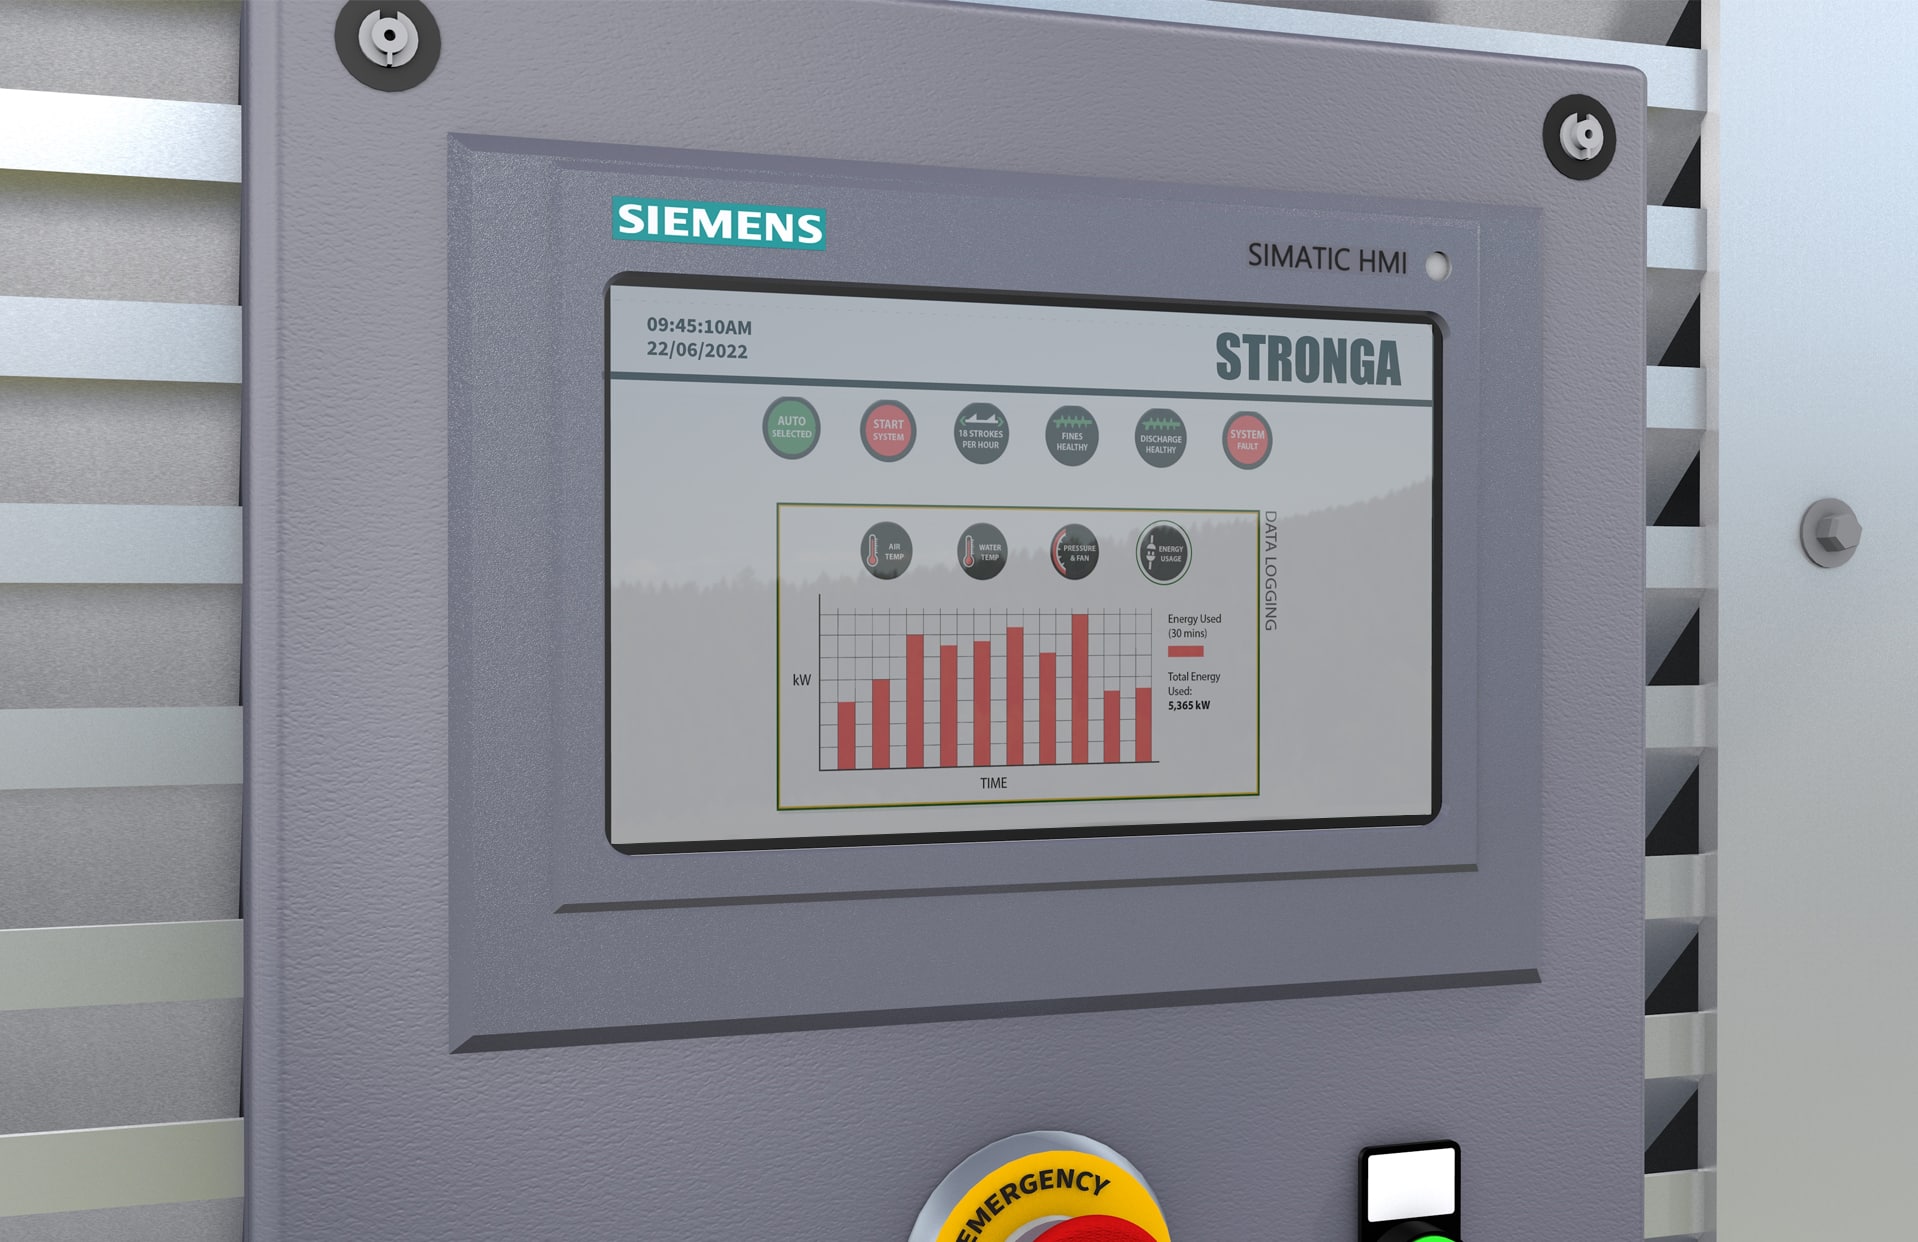 SIEMENS
SIMATIC HMI
09:45:10AM
22/06/2022
STRONGA
AUTO
SELECTED
START
SYSTEM
18 STROKES
PER HOUR
FINES
HEALTHY
DISCHARGE
HEALTHY
SYSTEM
FAULT
DATA LOGGING
AIR
TEMP
WATER
TEMP
PRESSURE
& FAN
ENERGY
USAGE
kW
Energy Used
(30 mins)
Total Energy
Used:
5,365 kW
TIME
EMERGENCY